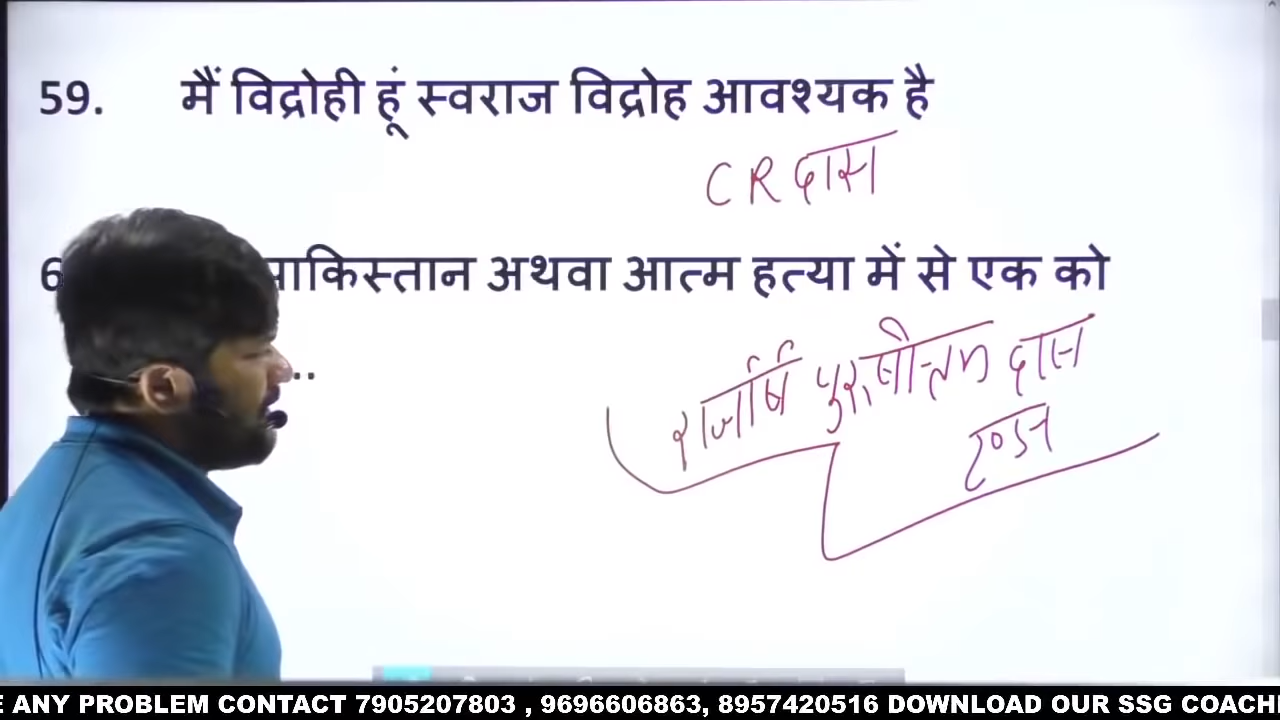 59. मैं विद्रोही हूं स्वराज विद्रोह आवश्यक है
C R दास
अथवा आत्म हत्या में से एक को
राजर्षि पुरुषोत्तम दास
टण्डन
ANY PROBLEM CONTACT 7905207803 , 9696606863, 8957420516 DOWNLOAD OUR SSG COACHI